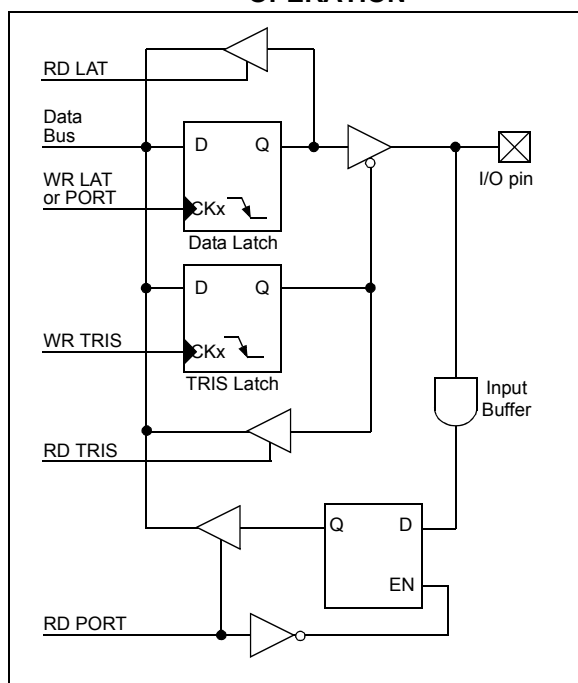 OPERATION
RD LAT
Data
Bus
D Q
WR LAT
or PORT
CKx
Data Latch
I/O pin
D Q
WR TRIS
CKx
TRIS Latch
Input
Buffer
RD TRIS
Q D
EN
RD PORT